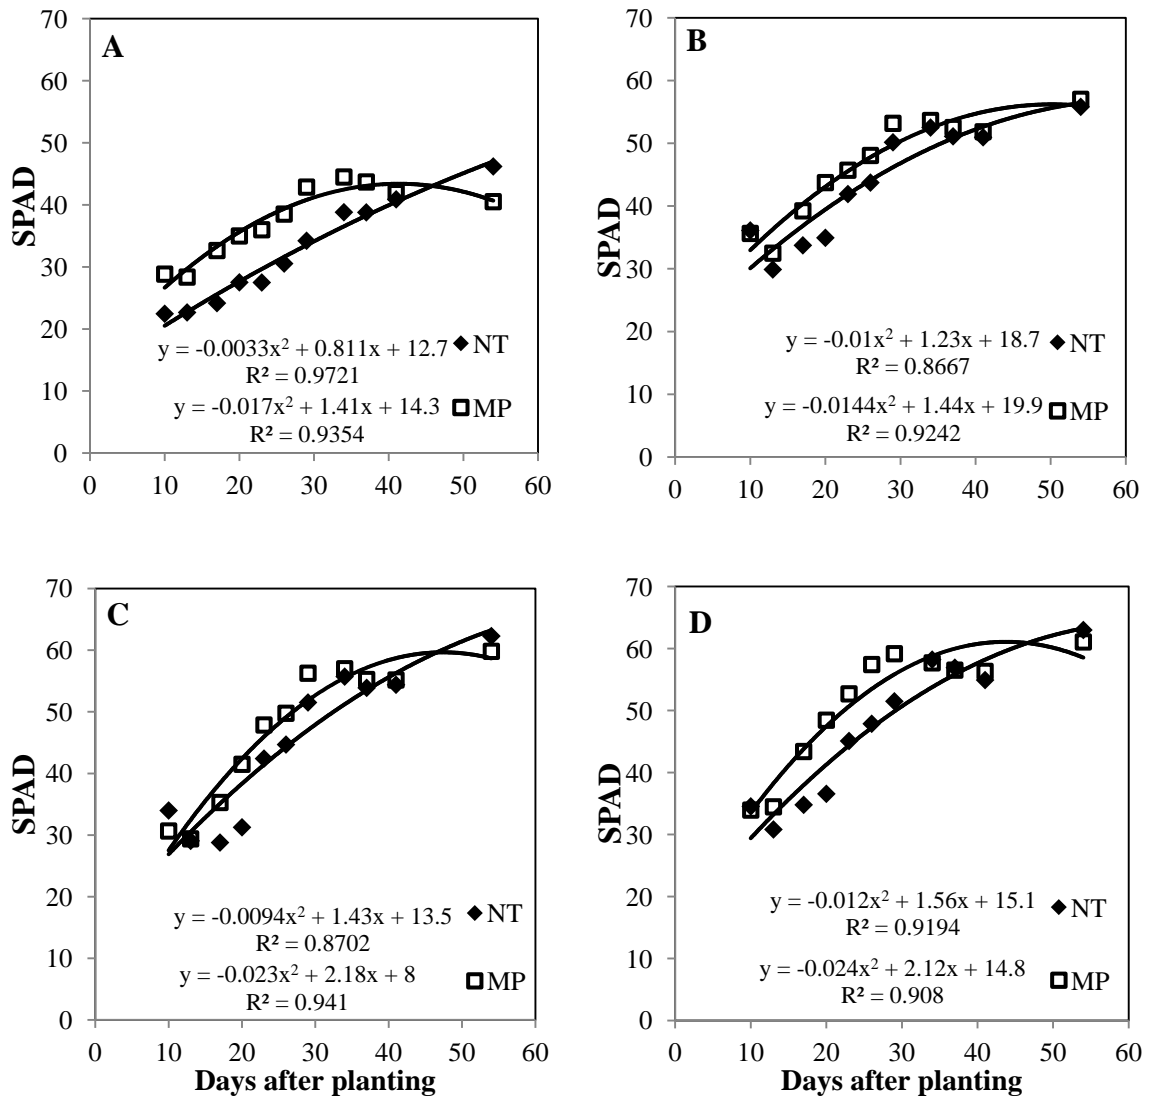 A
70
60
50
40
30
20
10
0
SPAD
y = -0.0033x² + 0.811x + 12.7
R² = 0.9721
NT
y = -0.017x² + 1.41x + 14.3
R² = 0.9354
MP
0 10 20 30 40 50 60
B
70
60
50
40
30
20
10
0
SPAD
y = -0.01x² + 1.23x + 18.7
R² = 0.8667
NT
y = -0.0144x² + 1.44x + 19.9
R² = 0.9242
MP
0 10 20 30 40 50 60
C
70
60
50
40
30
20
10
0
SPAD
y = -0.0094x² + 1.43x + 13.5
R² = 0.8702
NT
y = -0.023x² + 2.18x + 8
R² = 0.941
MP
0 10 20 30 40 50 60
Days after planting
D
70
60
50
40
30
20
10
0
SPAD
y = -0.012x² + 1.56x + 15.1
R² = 0.9194
NT
y = -0.024x² + 2.12x + 14.8
R² = 0.908
MP
0 10 20 30 40 50 60
Days after planting